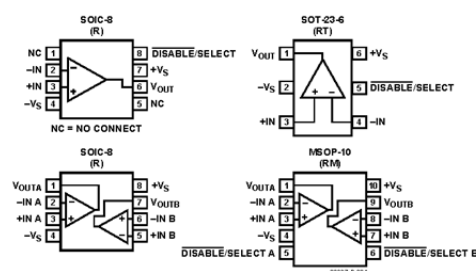 SOIC-8
(R)
NC 1
–IN 2
+IN 3
–VS 4
8 DISABLE/SELECT
7 +VS
6 VOUT
5 NC
NC = NO CONNECT
SOT-23-6
(RT)
VOUT 1
–VS 2
+IN 3
6 +VS
5 DISABLE/SELECT
4 –IN
+ –
SOIC-8
(R)
VOUTA 1
–IN A 2
+IN A 3
–VS 4
8 +VS
7 VOUTB
6 –IN B
5 +IN B
MSOP-10
(RM)
VOUTA 1
–IN A 2
+IN A 3
–VS 4
DISABLE/SELECT A 5
10 +VS
9 VOUTB
8 –IN B
7 +IN B
6 DISABLE/SELECT B